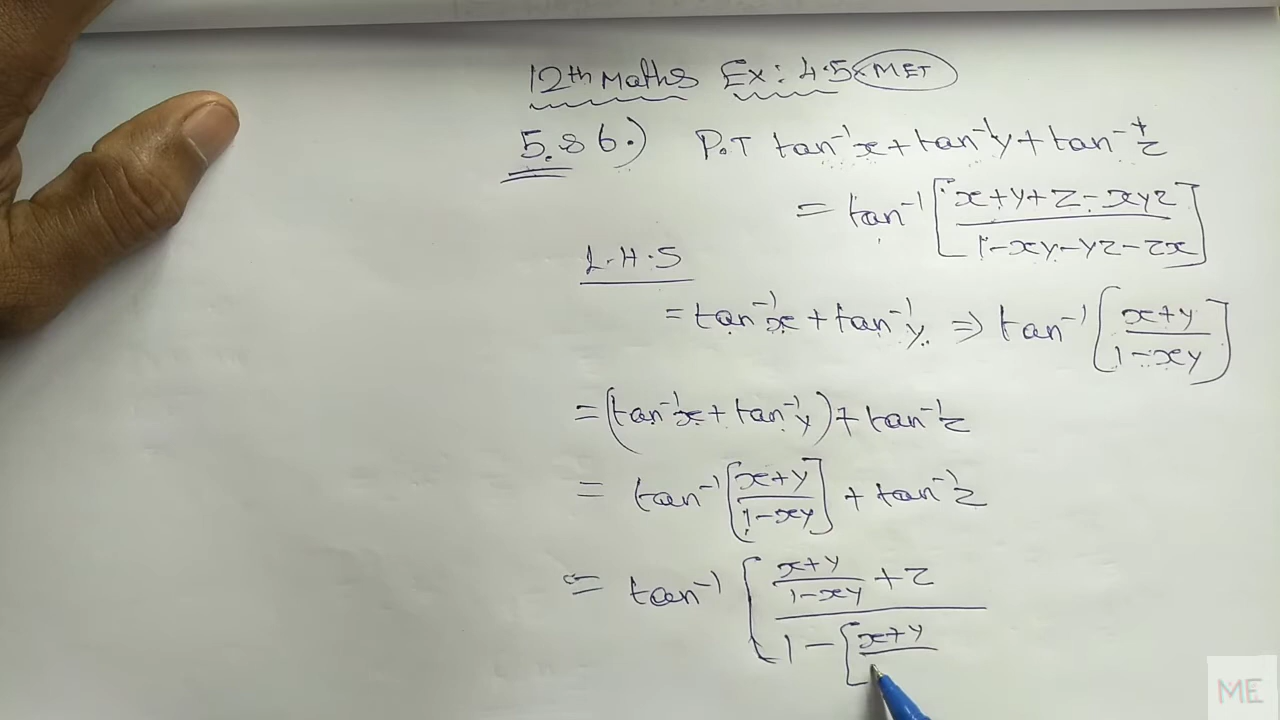 12th Maths Ex: 4.5 MET
5.86.) P.T tan⁻¹x + tan⁻¹y + tan⁻¹z
= tan⁻¹ [ x+y+z-xyz / 1-xy-yz-zx ]
L.H.S
= tan⁻¹x + tan⁻¹y. ⇒ tan⁻¹ [ x+y / 1-xy ]
= (tan⁻¹x + tan⁻¹y) + tan⁻¹z
= tan⁻¹ [ x+y / 1-xy ] + tan⁻¹z
= tan⁻¹ [ x+y / 1-xy + z
1 - [ x+y
ME